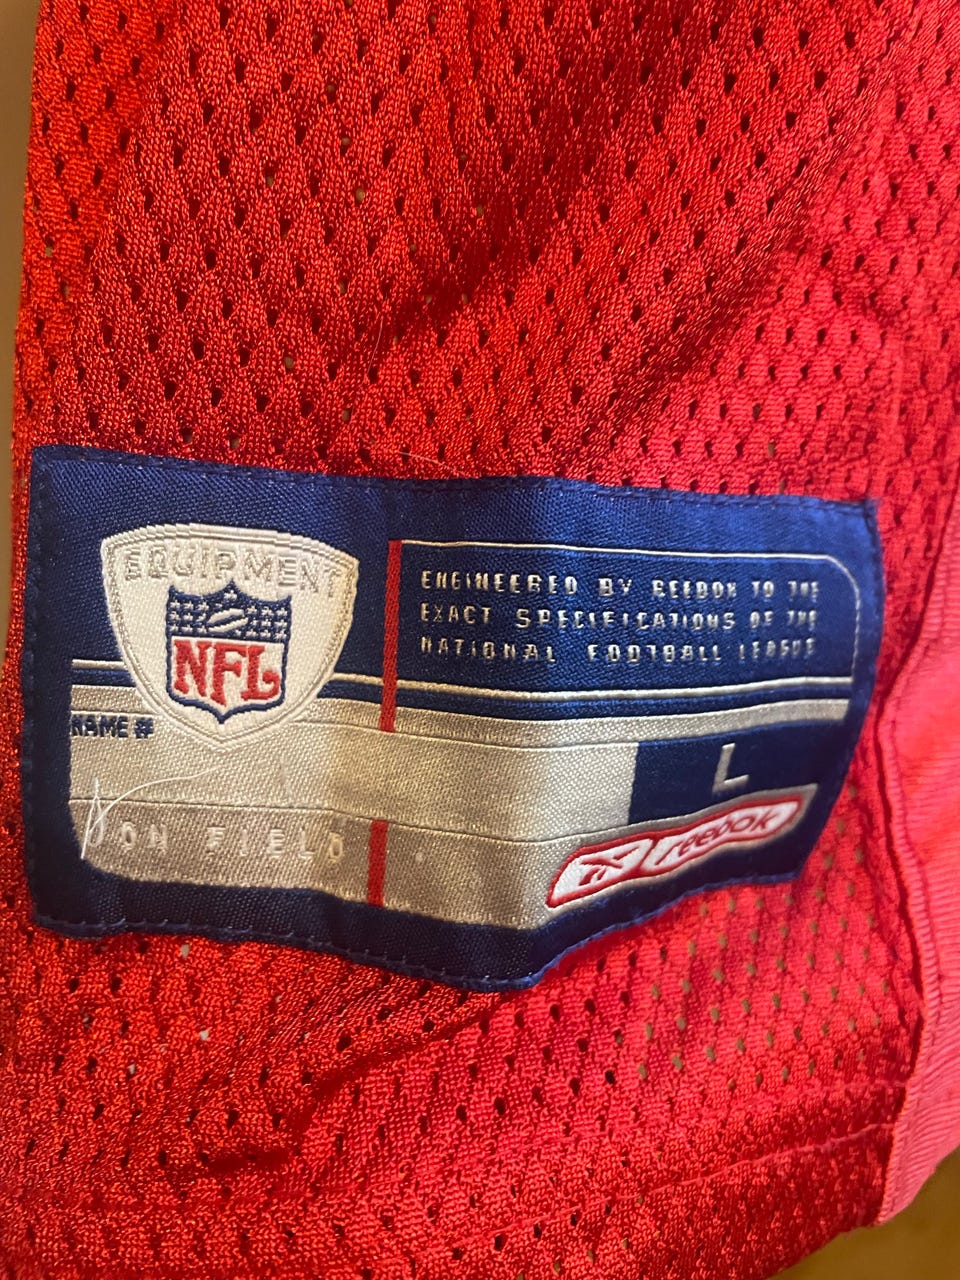 EQUIPMENT
NFL
ENGINEERED BY REEBOK TO THE
EXACT SPECIFICATIONS OF THE
NATIONAL FOOTBALL LEAGUE
NAME #
L
ON FIELD
Reebok